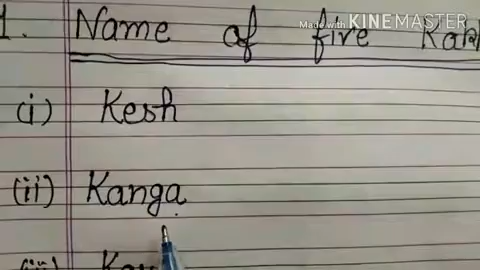 Made with KINEMASTER
1. Name of five
(i) Kesh
(ii) Kanga